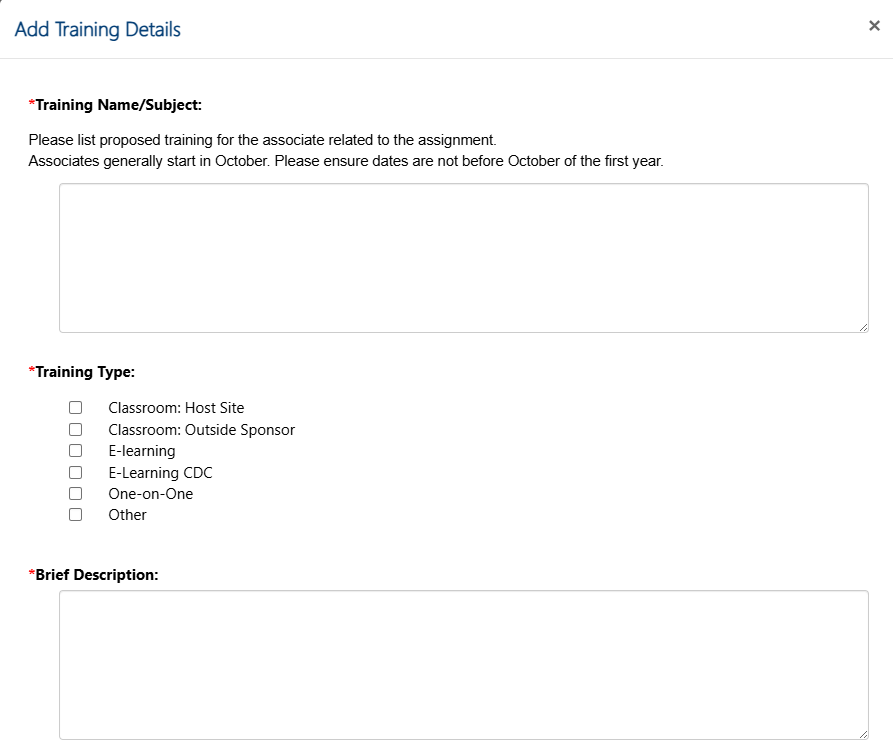 Add Training Details
×
*Training Name/Subject:
Please list proposed training for the associate related to the assignment.
Associates generally start in October. Please ensure dates are not before October of the first year.
*Training Type:
Classroom: Host Site
Classroom: Outside Sponsor
E-learning
E-Learning CDC
One-on-One
Other
*Brief Description: